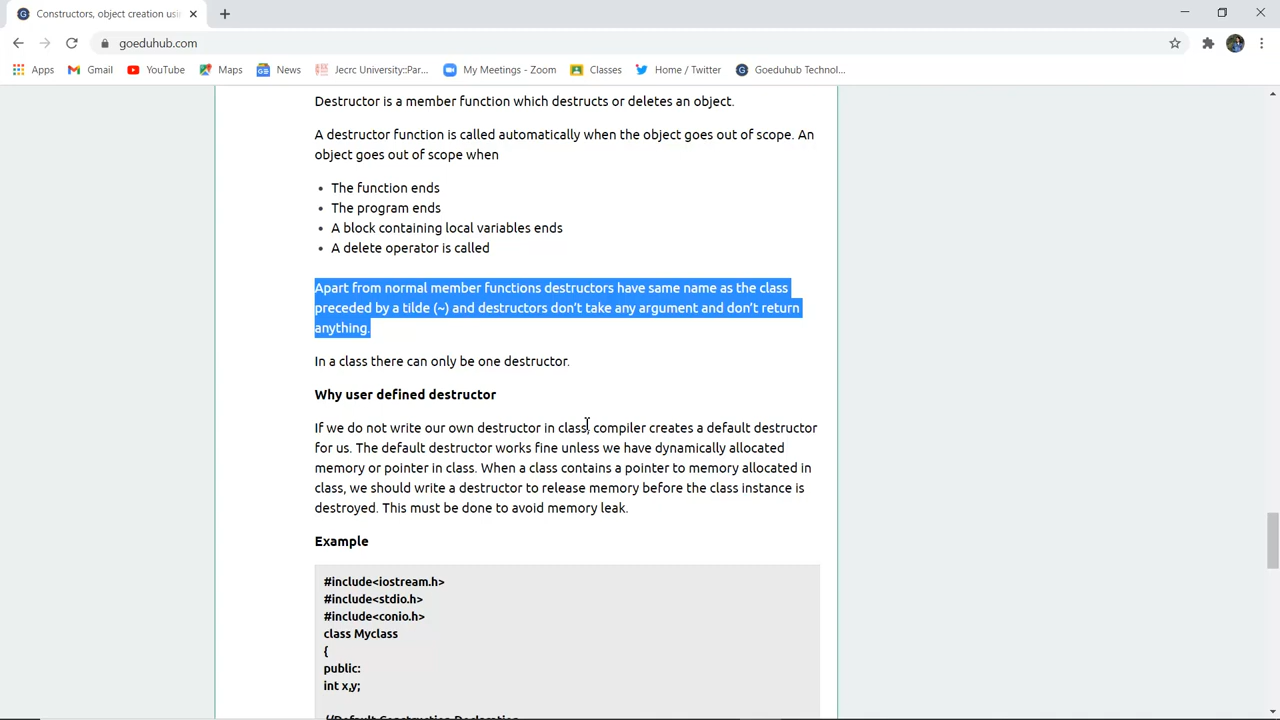 Constructors, object creation usin
goeduhub.com
Apps
Gmail
YouTube
Maps
News
Jecrc University::Par...
My Meetings - Zoom
Classes
Home / Twitter
Goeduhub Technol...
Destructor is a member function which destructs or deletes an object.
A destructor function is called automatically when the object goes out of scope. An
object goes out of scope when
• The function ends
• The program ends
• A block containing local variables ends
• A delete operator is called
Apart from normal member functions destructors have same name as the class
preceded by a tilde (~) and destructors don't take any argument and don't return
anything.
In a class there can only be one destructor.
Why user defined destructor
If we do not write our own destructor in class, compiler creates a default destructor
for us. The default destructor works fine unless we have dynamically allocated
memory or pointer in class. When a class contains a pointer to memory allocated in
class, we should write a destructor to release memory before the class instance is
destroyed. This must be done to avoid memory leak.
Example
#include<iostream.h>
#include<stdio.h>
#include<conio.h>
class Myclass
{
public:
int x,y;
//Default Construction Declaration